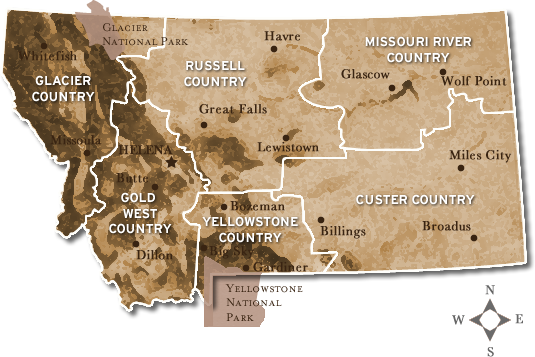 GLACIER
NATIONAL PARK
Whitefish
Havre
MISSOURI RIVER
COUNTRY
RUSSELL
COUNTRY
GLACIER
COUNTRY
Glascow
Wolf Point
Great Falls
Missoula
HELENA
Lewistown
Miles City
Butte
GOLD
WEST
COUNTRY
Bozeman
YELLOWSTONE
COUNTRY
CUSTER COUNTRY
Billings
Broadus
Dillon
Big Sky
Gardiner
YELLOWSTONE
NATIONAL
PARK
N
W E
S